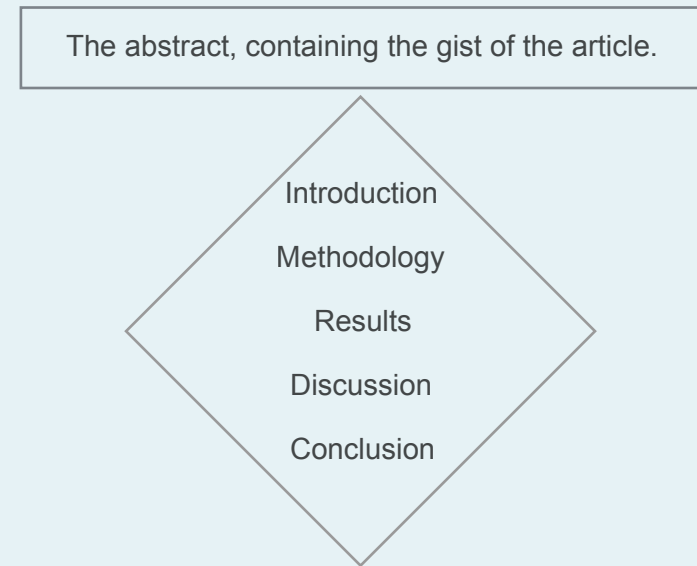 The abstract, containing the gist of the article.
Introduction
Methodology
Results
Discussion
Conclusion